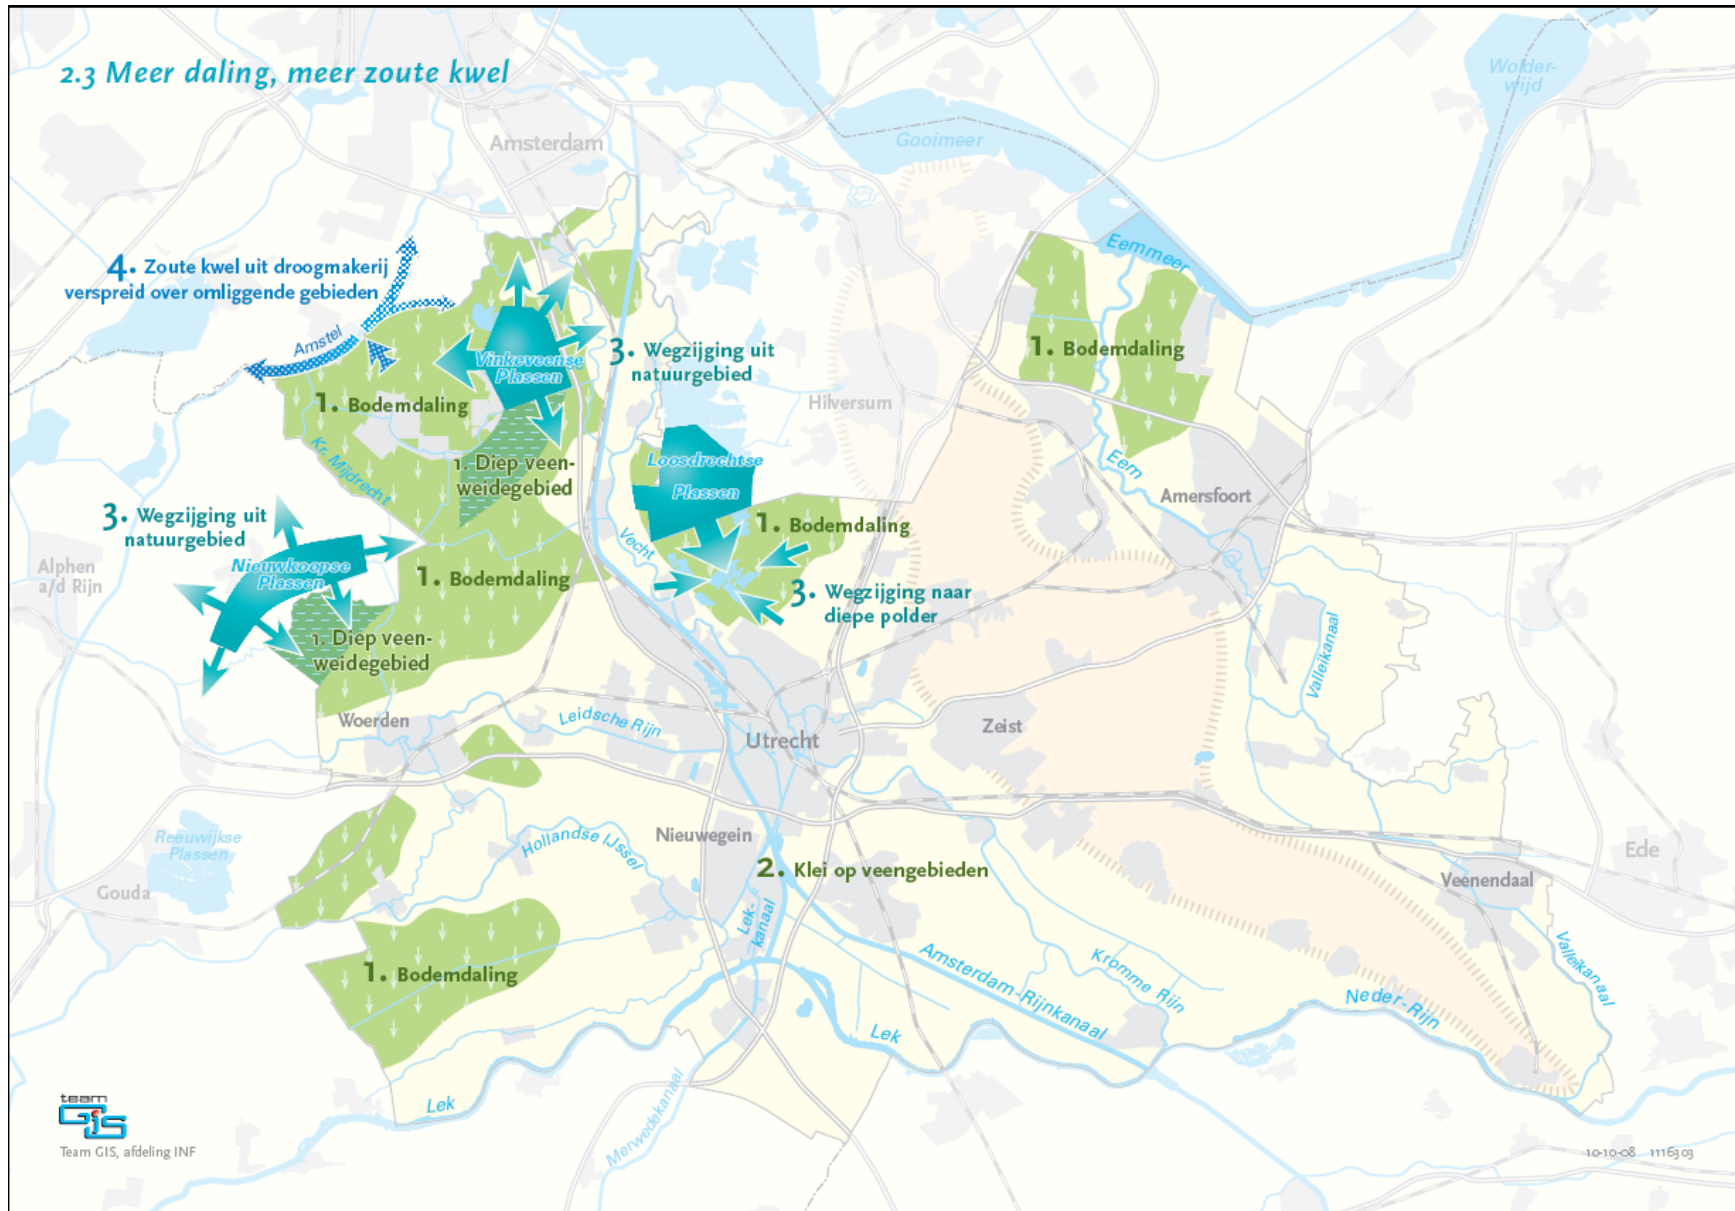 2.3 Meer daling, meer zoute kwel
Wolder-
wijd
Gooimeer
Amsterdam
Eemmeer
4. Zoute kwel uit droogmakerij
verspreid over omliggende gebieden
Amstel
Vinkeveense
Plassen
3. Wegzijging uit
natuurgebied
1. Bodemdaling
1. Bodemdaling
Hilversum
Kr. Mijdrecht
1. Diep veen-
weidegebied
Loosdrechtse
Plassen
Eem
Amersfoort
3. Wegzijging uit
natuurgebied
1. Bodemdaling
Vecht
Alphen
a/d Rijn
Nieuwkoopse
Plassen
1. Bodemdaling
3. Wegzijging naar
diepe polder
1. Diep veen-
weidegebied
Valleikanaal
Woerden
Leidsche Rijn
Utrecht
Zeist
Reeuwijkse
Plassen
Hollandse IJssel
Nieuwegein
Ede
2. Klei op veengebieden
Veenendaal
Gouda
Lek-
kanaal
1. Bodemdaling
Amsterdam-Rijnkanaal
Kromme Rijn
Valleikanaal
Neder-Rijn
Lek
Lek
Merwedekanaal
team
GIS
Team GIS, afdeling INF
10-10-08 1116303